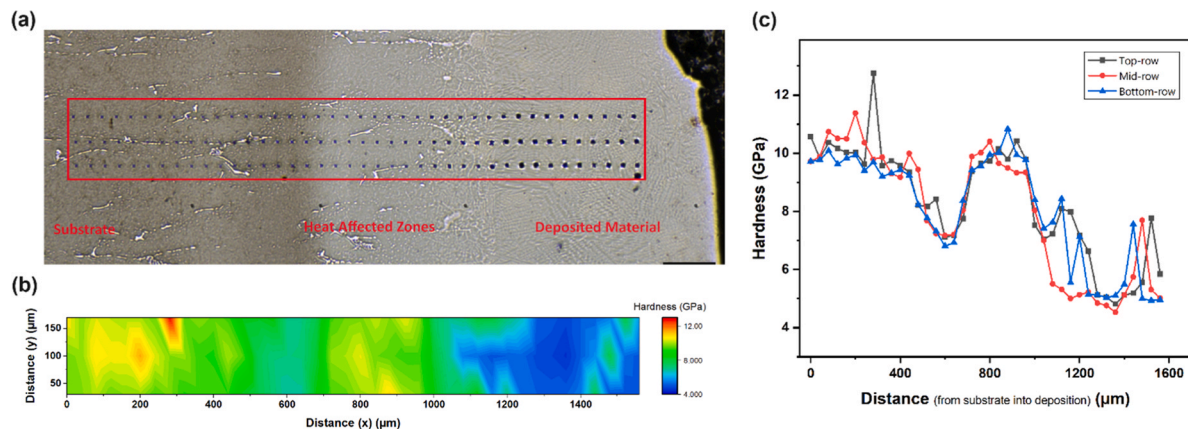 (a)
Substrate
Heat Affected Zones
Deposited Material
(b)
Hardness (GPa)
12.00
8.000
4.000
Distance (y) (µm)
150
100
50
0
200
400
600
800
1000
1200
1400
Distance (x) (µm)
(c)
Top-row
Mid-row
Bottom-row
Hardness (GPa)
12
10
8
6
4
0
400
800
1200
1600
Distance (from substrate into deposition) (µm)